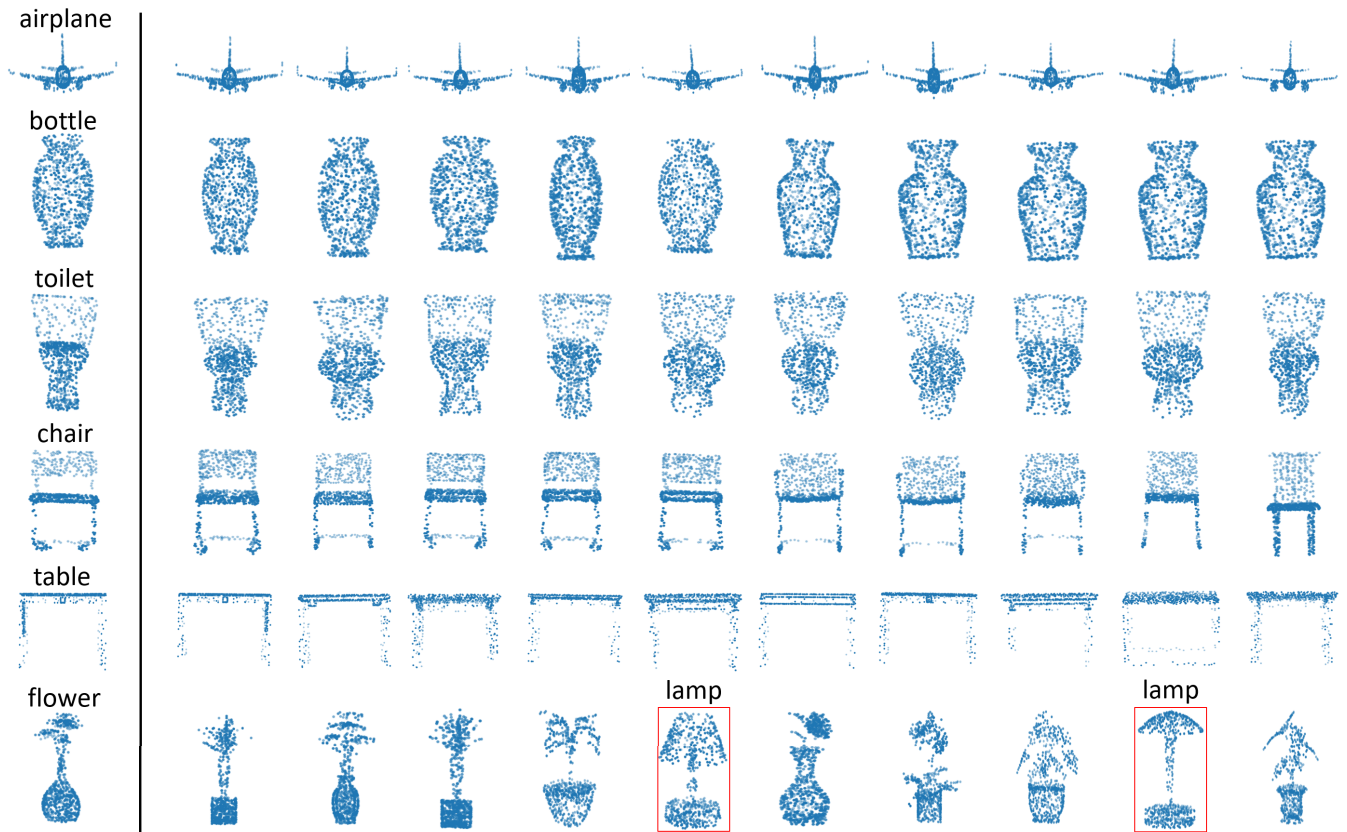 airplane
bottle
toilet
chair
table
flower
lamp
lamp